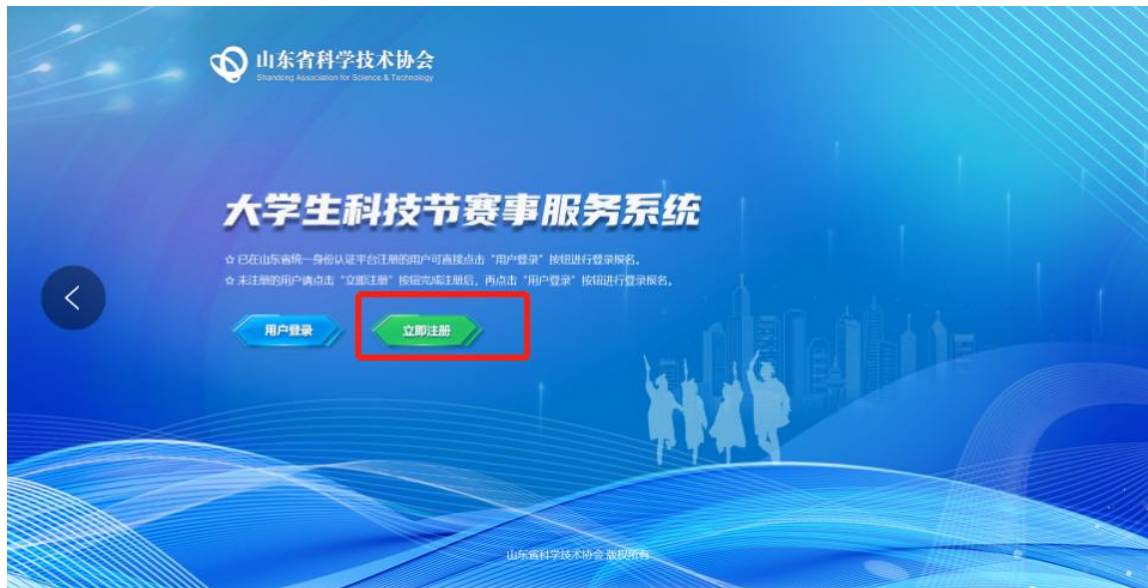 山东省科学技术协会
Shandong Association for Science & Technology
大学生科技节赛事服务系统
☆ 已在山东省统一身份认证平台注册的用户可直接点击“用户登录”按钮进行登录报名。
☆ 未注册的用户请点击“立即注册”按钮完成注册后，再点击“用户登录”按钮进行登录报名。
用户登录 立即注册
山东省科学技术协会 版权所有